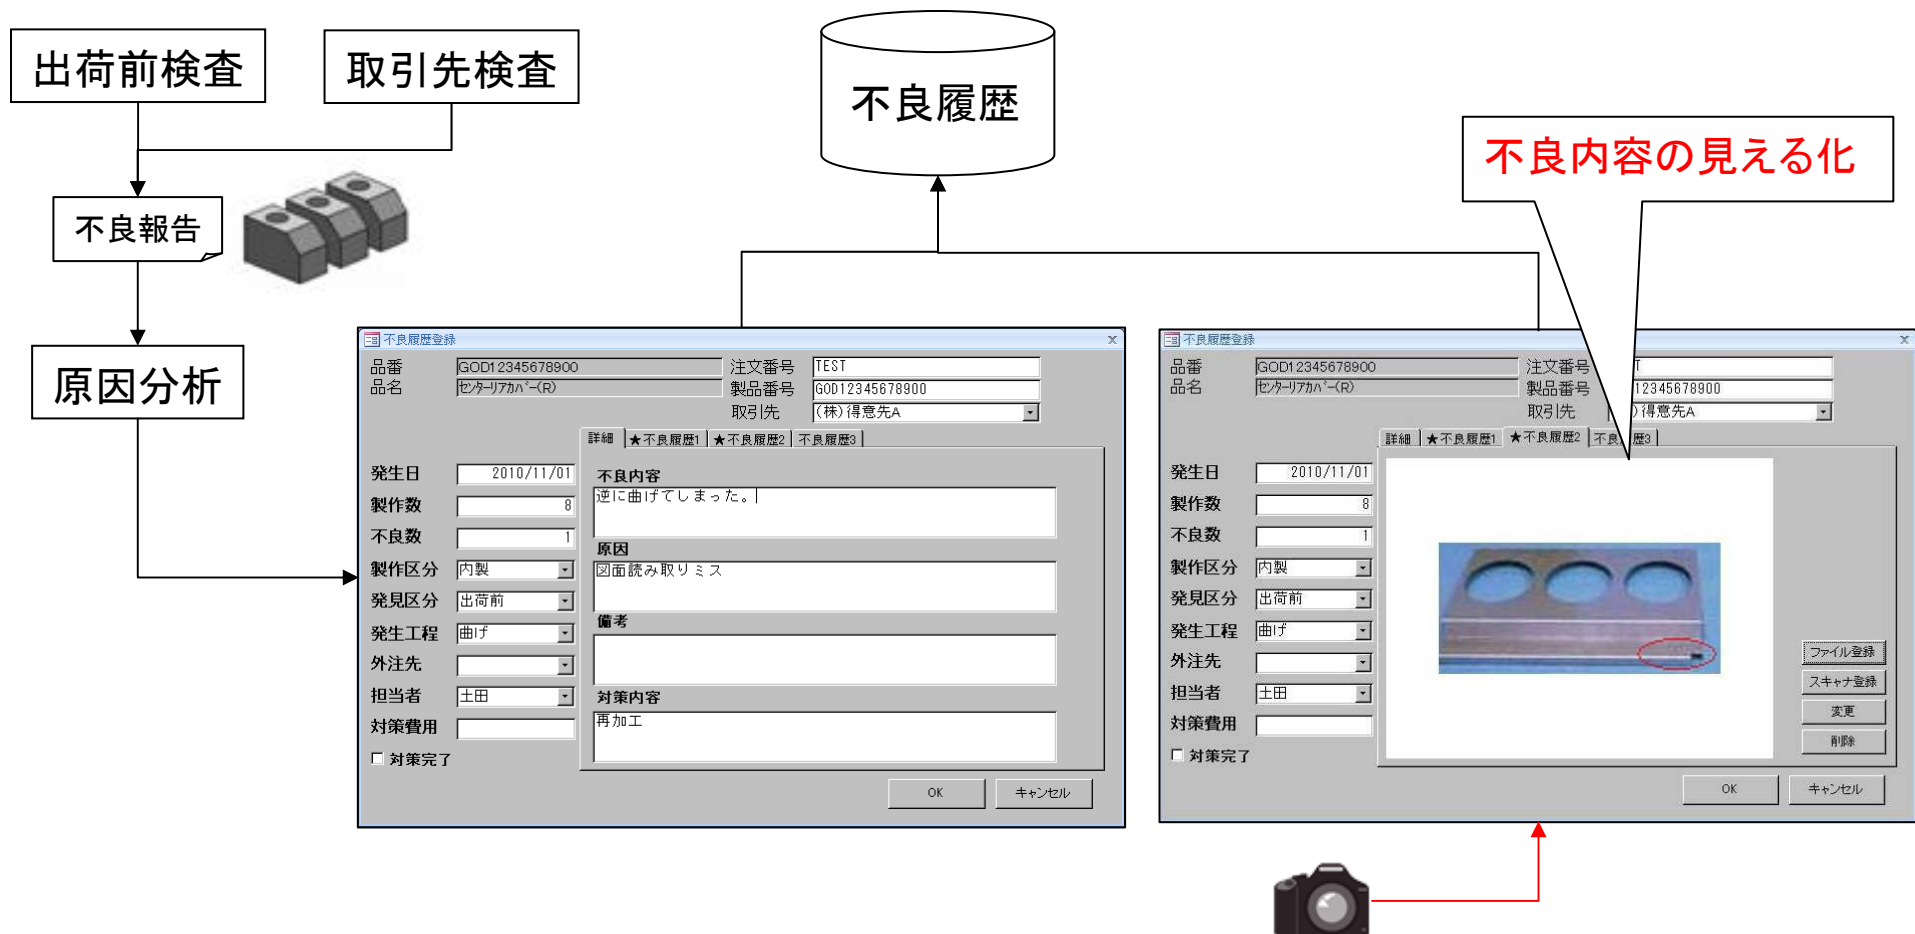 出荷前検査
取引先検査
不良履歴
不良内容の見える化
不良報告
原因分析
不良履歴登録
品番 GOD12345678900 注文番号 TEST
品名 センターリアカバー(R) 製品番号 GOD12345678900
取引先 (株)得意先A
詳細 ★不良履歴1 ★不良履歴2 不良履歴3
発生日 2010/11/01
製作数 8
不良数 1
製作区分 内製
発見区分 出荷前
発生工程 曲げ
外注先
担当者 土田
対策費用
対策完了
不良内容
逆に曲げてしまった。
原因
図面読み取りミス
備考
対策内容
再加工
OK キャンセル
不良履歴登録
品番 GOD12345678900 注文番号 T
品名 センターリアカバー(R) 製品番号 12345678900
取引先 )得意先A
詳細 ★不良履歴1 ★不良履歴2 不良履歴3
発生日 2010/11/01
製作数 8
不良数 1
製作区分 内製
発見区分 出荷前
発生工程 曲げ
外注先
担当者 土田
対策費用
対策完了
ファイル登録
スキャナ登録
変更
削除
OK キャンセル